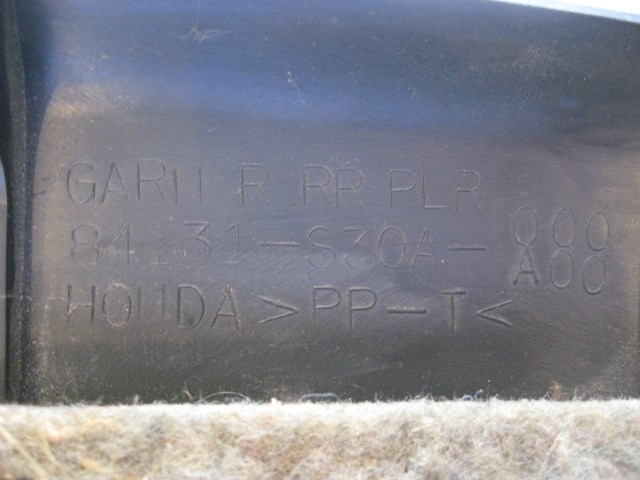 GARN R RR PLR
84131-S30A-000
A00
HONDA >PP-T<